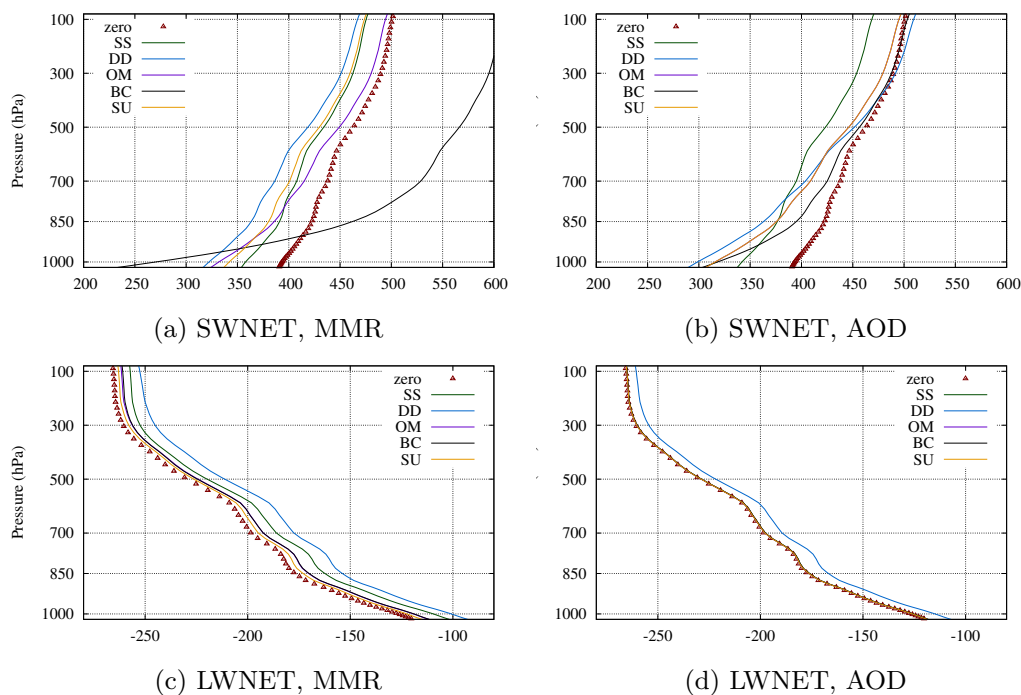 100
300
500
700
850
1000
Pressure (hPa)
zero
SS
DD
OM
BC
SU
200 250 300 350 400 450 500 550 600
(a) SWNET, MMR
100
300
500
700
850
1000
zero
SS
DD
OM
BC
SU
200 250 300 350 400 450 500 550 600
(b) SWNET, AOD
100
300
500
700
850
1000
Pressure (hPa)
zero
SS
DD
OM
BC
SU
-250 -200 -150 -100
(c) LWNET, MMR
100
300
500
700
850
1000
zero
SS
DD
OM
BC
SU
-250 -200 -150 -100
(d) LWNET, AOD